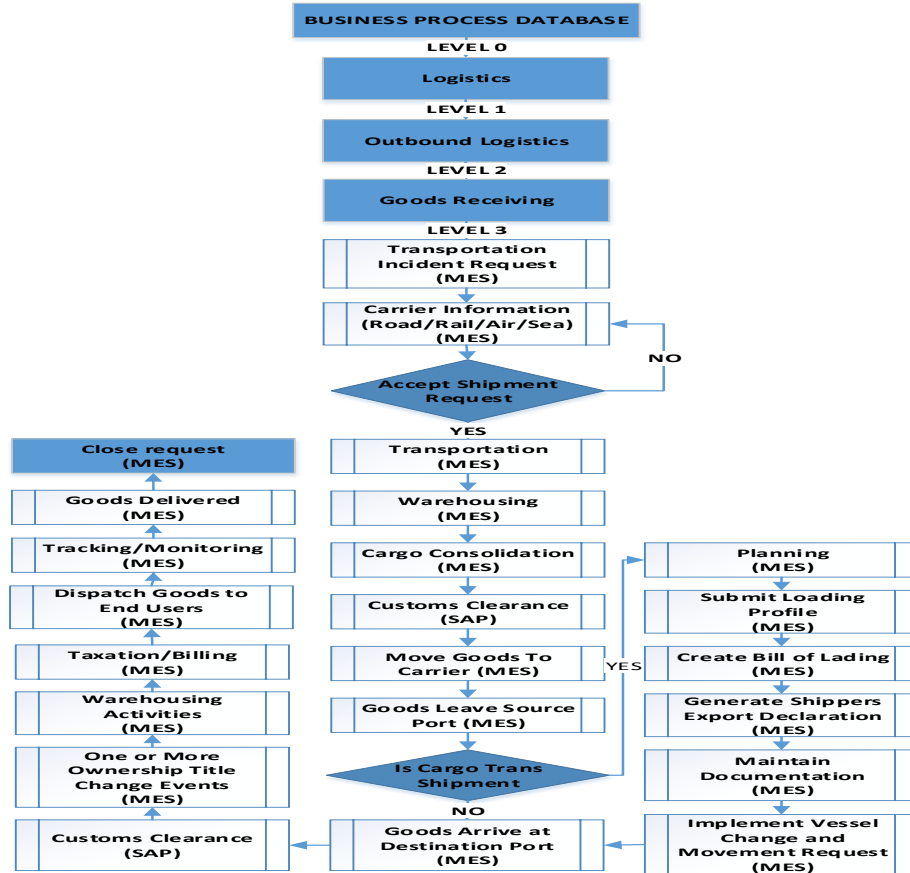 BUSINESS PROCESS DATABASE
LEVEL 0
Logistics
LEVEL 1
Outbound Logistics
LEVEL 2
Goods Receiving
LEVEL 3
Transportation
Incident Request
(MES)
Carrier Information
(Road/Rail/Air/Sea)
(MES)
NO
Accept Shipment
Request
YES
Transportation
(MES)
Warehousing
(MES)
Cargo Consolidation
(MES)
Customs Clearance
(SAP)
Move Goods To
Carrier (MES)
Goods Leave Source
Port (MES)
Is Cargo Trans
Shipment
YES
Planning
(MES)
Submit Loading
Profile
(MES)
Create Bill of Lading
(MES)
Generate Shippers
Export Declaration
(MES)
Maintain
Documentation
(MES)
Implement Vessel
Change and
Movement Request
(MES)
NO
Goods Arrive at
Destination Port
(MES)
Customs Clearance
(SAP)
One or More
Ownership Title
Change Events
(MES)
Warehousing
Activities
(MES)
Taxation/Billing
(MES)
Dispatch Goods to
End Users
(MES)
Tracking/Monitoring
(MES)
Goods Delivered
(MES)
Close request
(MES)